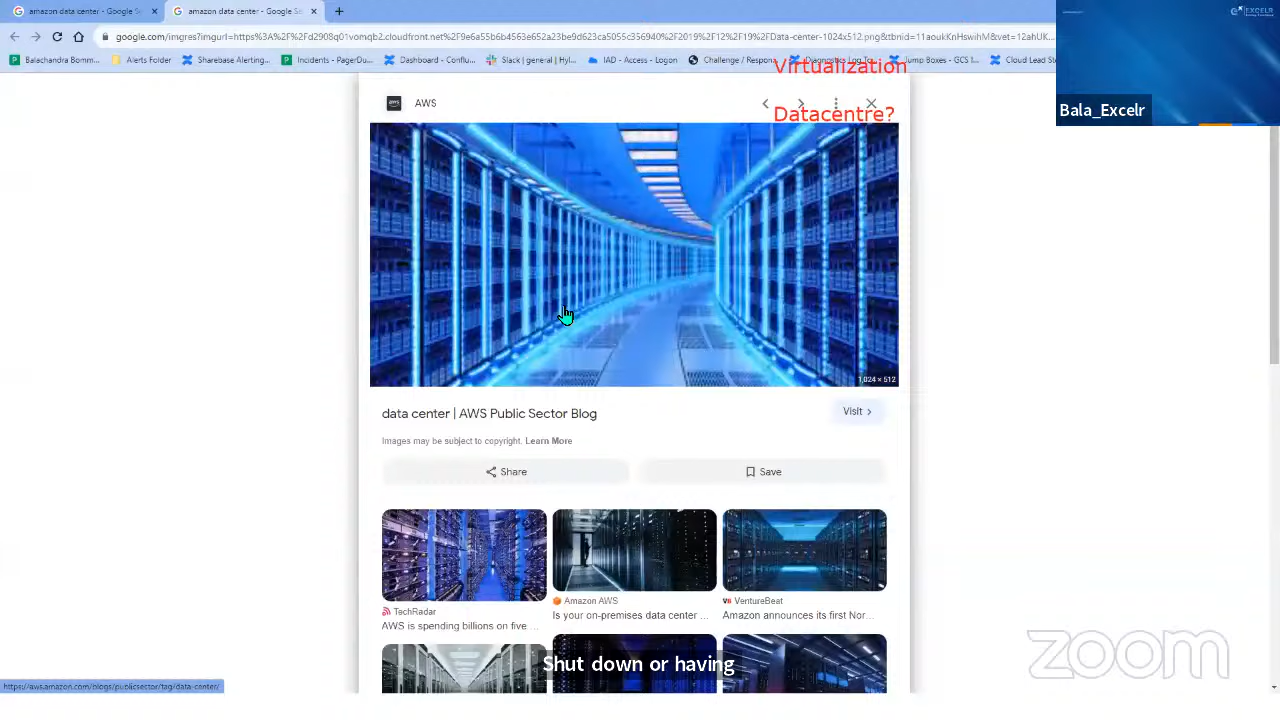 amazon data center - Google Se
amazon data center - Google Se
EXCELR
google.com/imgres?imgurl=https%3A%2F%2Fd2908q01vomqb2.cloudfront.net%2F9e6a55b6b4563e652a23be9d623ca5055c356940%2F2019%2F12%2F19%2FData-center-1024x512.png&tbnid=11aoukKnHswihM&vet=12ahUK...
Balachandra Bomm...
Alerts Folder
Sharebase Alerting...
Incidents - PagerDu...
Dashboard - Conflu...
Slack | general | Hyl...
IAD - Access - Logon
Challenge / Respon...
Diagnostics Log To...
Jump Boxes - GCS I...
Cloud Lead St
Virtualization
AWS
Datacentre?
Bala_Excelr
1,024 × 512
data center | AWS Public Sector Blog
Visit
Images may be subject to copyright. Learn More
Share
Save
TechRadar
AWS is spending billions on five ...
Amazon AWS
Is your on-premises data center ...
VentureBeat
Amazon announces its first Nor...
Shut down or having
zoom
https://aws.amazon.com/blogs/publicsector/tag/data-center/